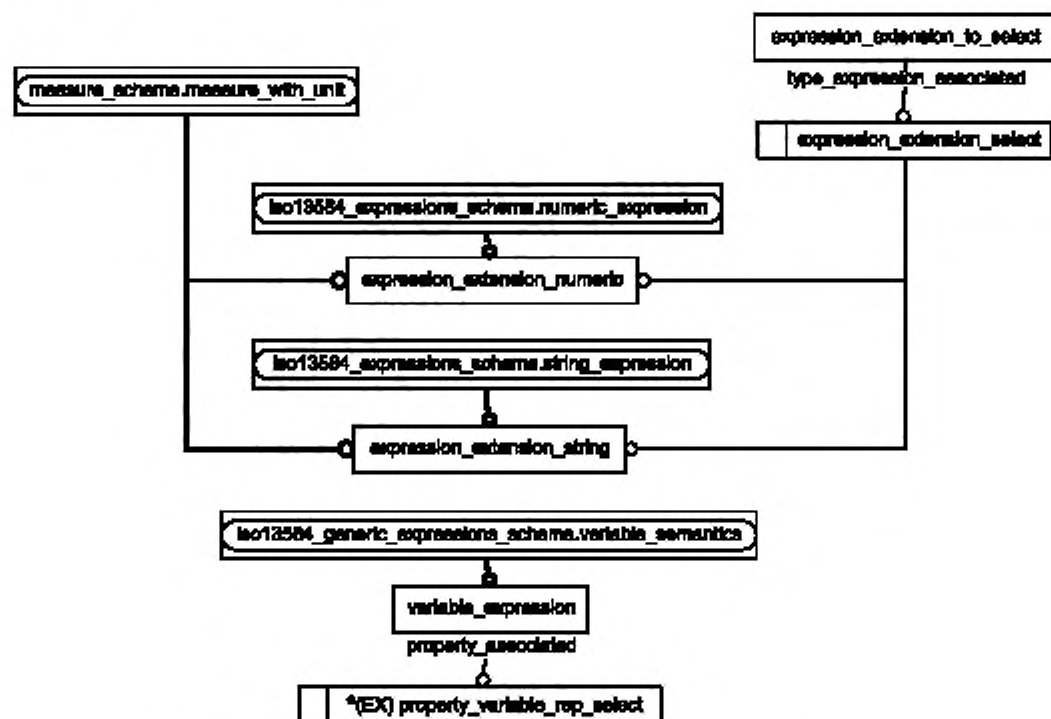 expression_extension_to_select
measure_schema.measure_with_unit
type_expression_associated
expression_extension_select
iso13584_expressions_schema.numeric_expression
expression_extension_numeric
iso13584_expressions_schema.string_expression
expression_extension_string
iso13584_generic_expressions_schema.variable_semantics
variable_expression
property_associated
*(EX) property_variable_rep_select